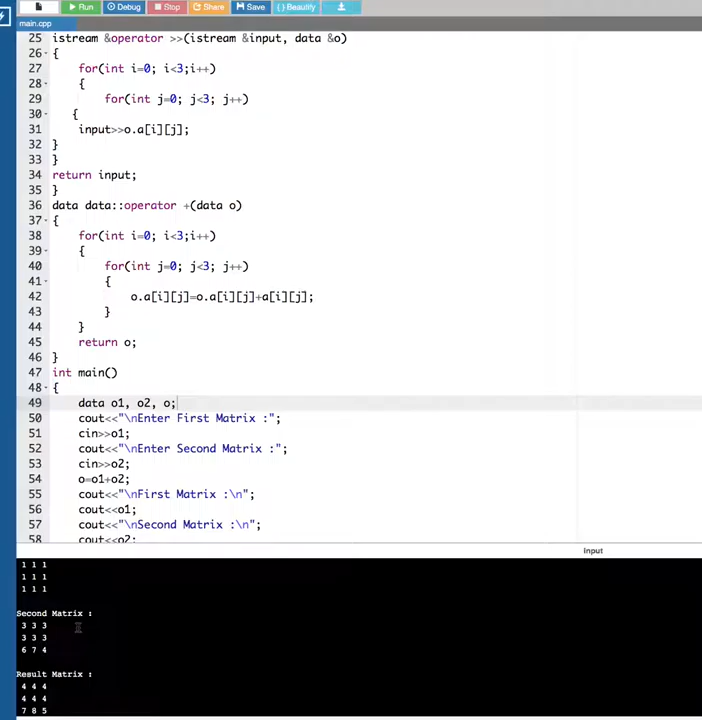 Run Debug Stop Share Save { } Beautify
main.cpp
25 istream &operator >>(istream &input, data &o)
26 {
27 for(int i=0; i<3;i++)
28 {
29 for(int j=0; j<3; j++)
30 {
31 input>>o.a[i][j];
32 }
33 }
34 return input;
35 }
36 data data::operator +(data o)
37 {
38 for(int i=0; i<3;i++)
39 {
40 for(int j=0; j<3; j++)
41 {
42 o.a[i][j]=o.a[i][j]+a[i][j];
43 }
44 }
45 return o;
46 }
47 int main()
48 {
49 data o1, o2, o;
50 cout<<"\nEnter First Matrix :";
51 cin>>o1;
52 cout<<"\nEnter Second Matrix :";
53 cin>>o2;
54 o=o1+o2;
55 cout<<"\nFirst Matrix :\n";
56 cout<<o1;
57 cout<<"\nSecond Matrix :\n";
58 cout<<o2;
input
1 1 1
1 1 1
1 1 1
Second Matrix :
3 3 3
3 3 3
6 7 4
Result Matrix :
4 4 4
4 4 4
7 8 5